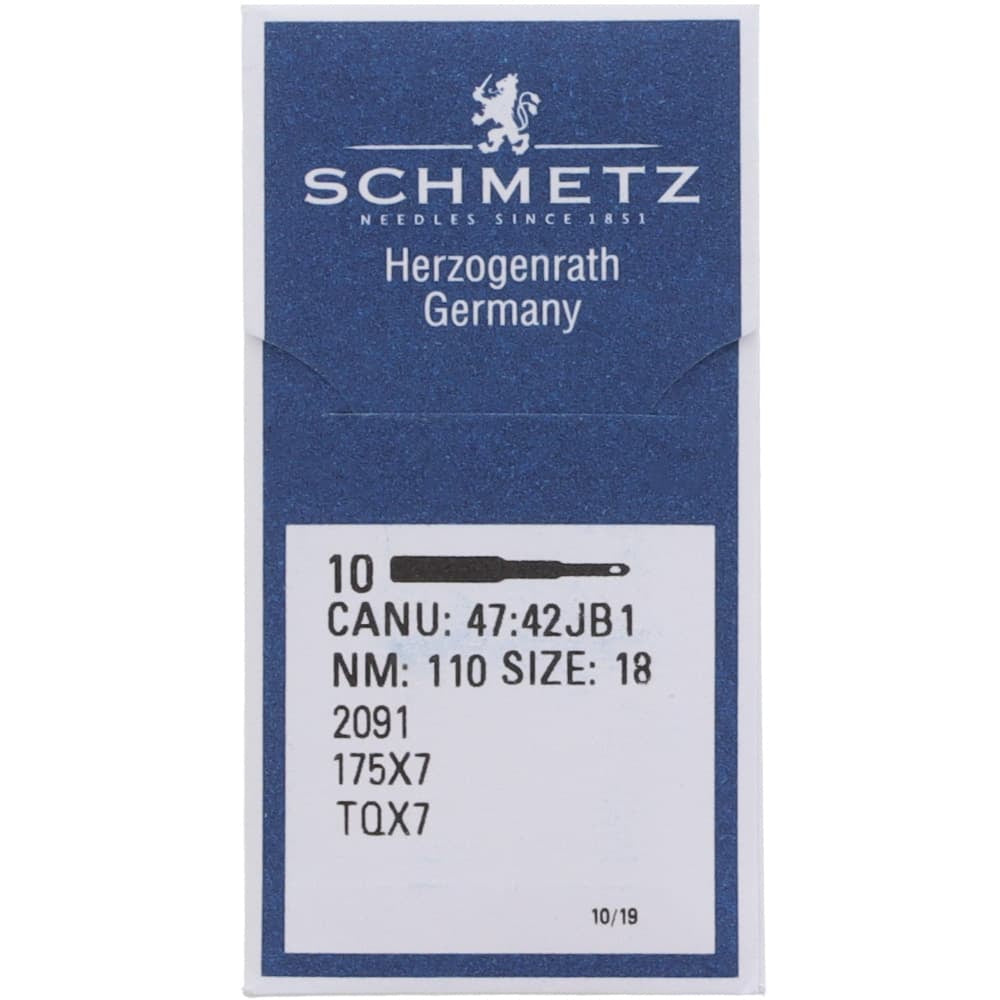 SCHMETZ
NEEDLES SINCE 1851
Herzogenrath
Germany
10
CANU: 47:42JB1
NM: 110 SIZE: 18
2091
175X7
TQX7
10/19